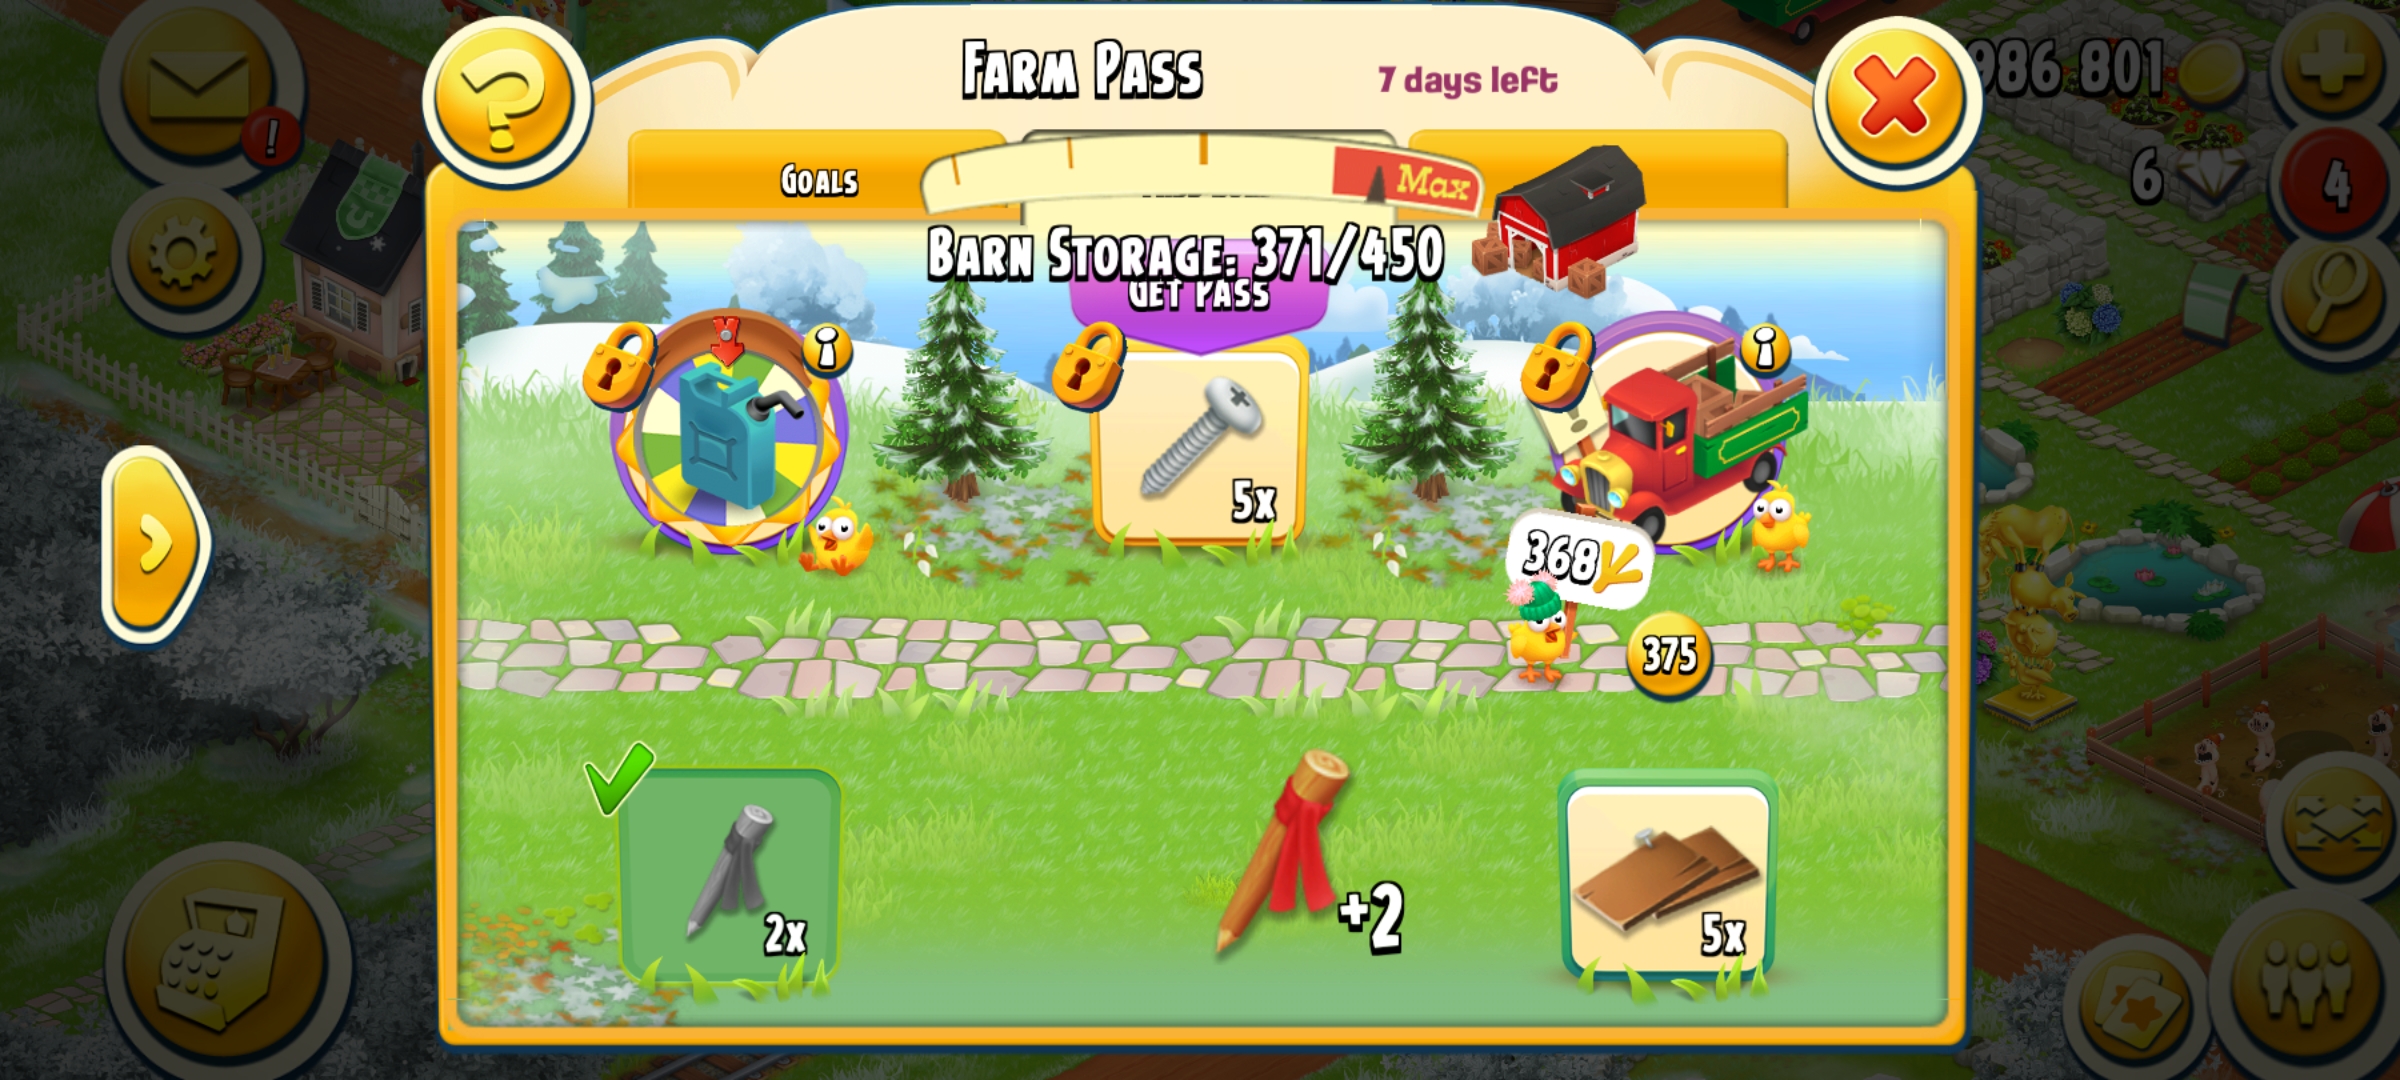 FARM PASS
7 days left
986 801
6
4
GOALS
Max
BARN STORAGE: 371/450
GET PASS
5x
368
375
2x
+2
5x